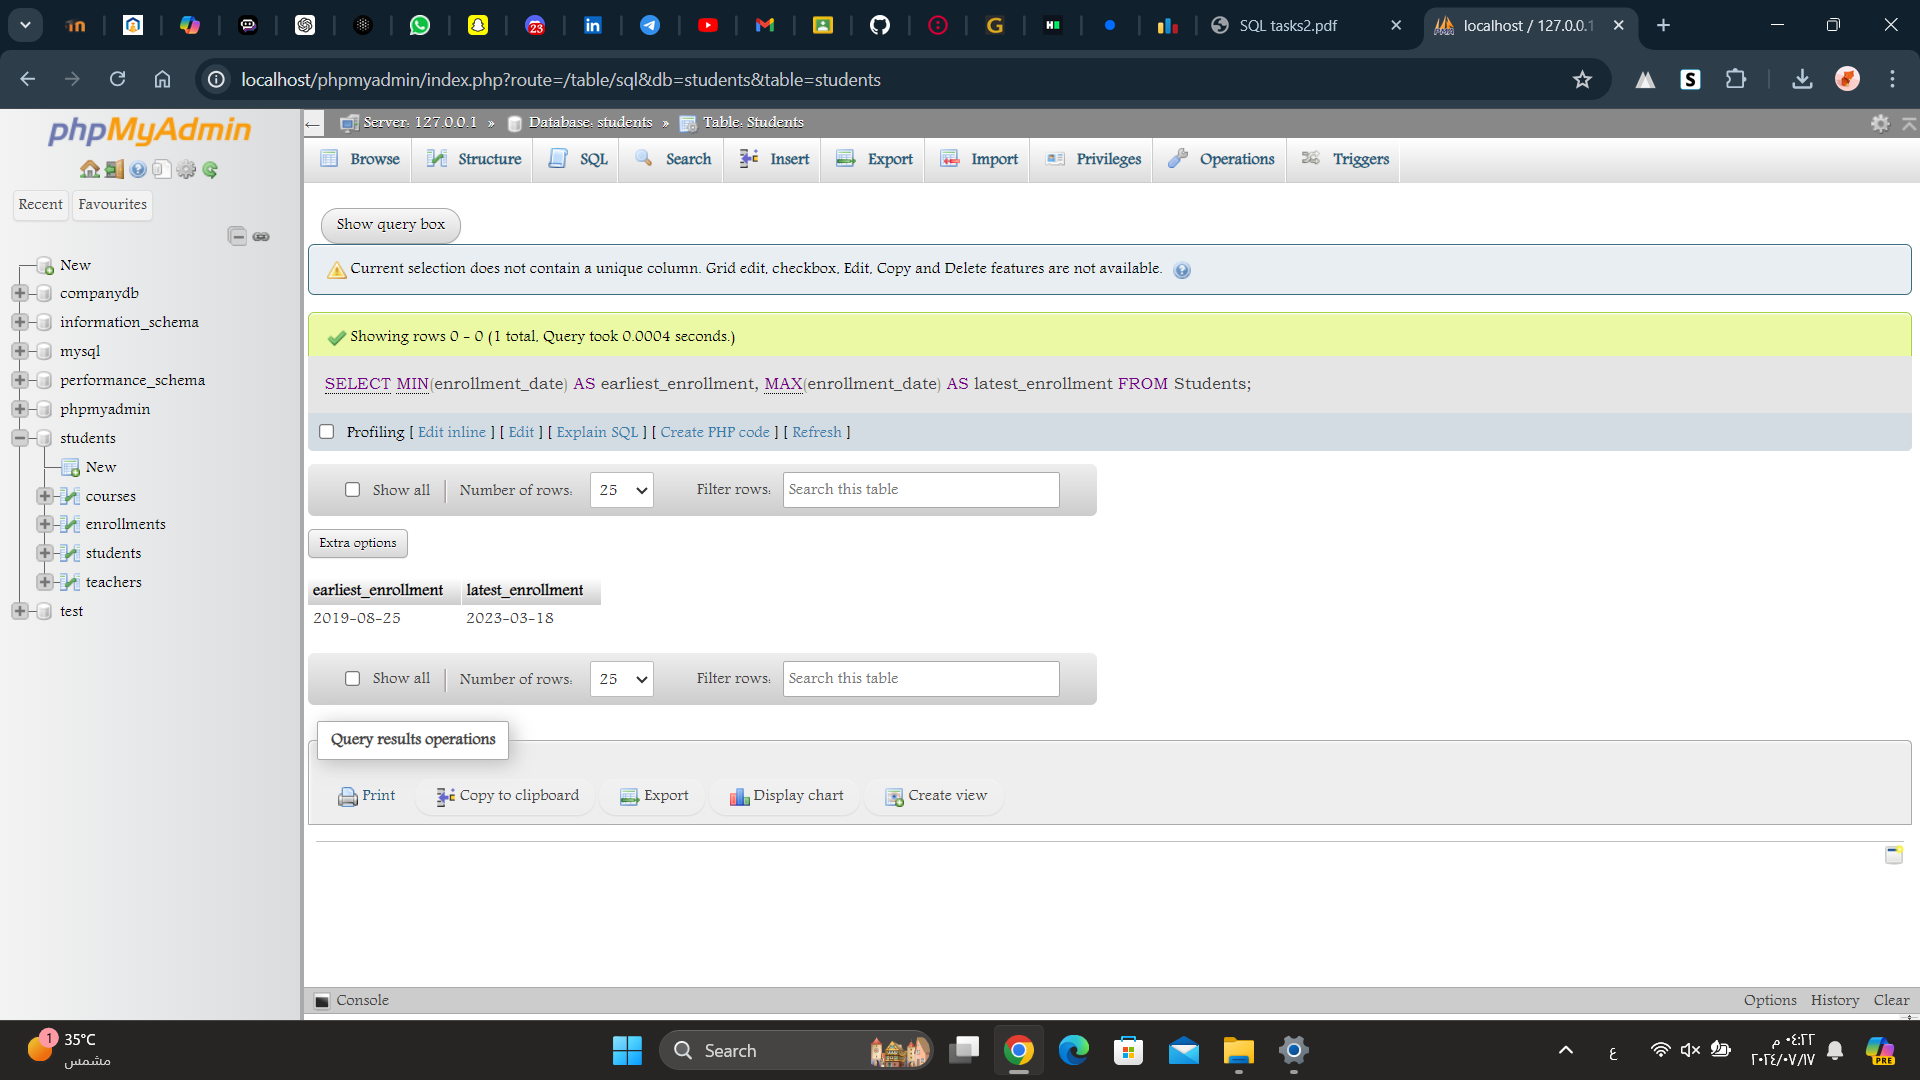 23
SQL tasks2.pdf
localhost / 127.0.0.1
localhost/phpmyadmin/index.php?route=/table/sql&db=students&table=students
phpMyAdmin
Recent
Favourites
New
companydb
information_schema
mysql
performance_schema
phpmyadmin
students
New
courses
enrollments
students
teachers
test
Server: 127.0.0.1 » Database: students » Table: Students
Browse
Structure
SQL
Search
Insert
Export
Import
Privileges
Operations
Triggers
Show query box
Current selection does not contain a unique column. Grid edit, checkbox, Edit, Copy and Delete features are not available.
Showing rows 0 - 0 (1 total, Query took 0.0004 seconds.)
SELECT MIN(enrollment_date) AS earliest_enrollment, MAX(enrollment_date) AS latest_enrollment FROM Students;
Profiling [ Edit inline ] [ Edit ] [ Explain SQL ] [ Create PHP code ] [ Refresh ]
Show all
Number of rows:
25
Filter rows:
Search this table
Extra options
earliest_enrollment latest_enrollment
2019-08-25 2023-03-18
Show all
Number of rows:
25
Filter rows:
Search this table
Query results operations
Print
Copy to clipboard
Export
Display chart
Create view
Console
Options
History
Clear
1
35°C
مشمس
Search
ع
٠٤:٢٢ م
٢٠٢٤/٠٧/١٧
PRE